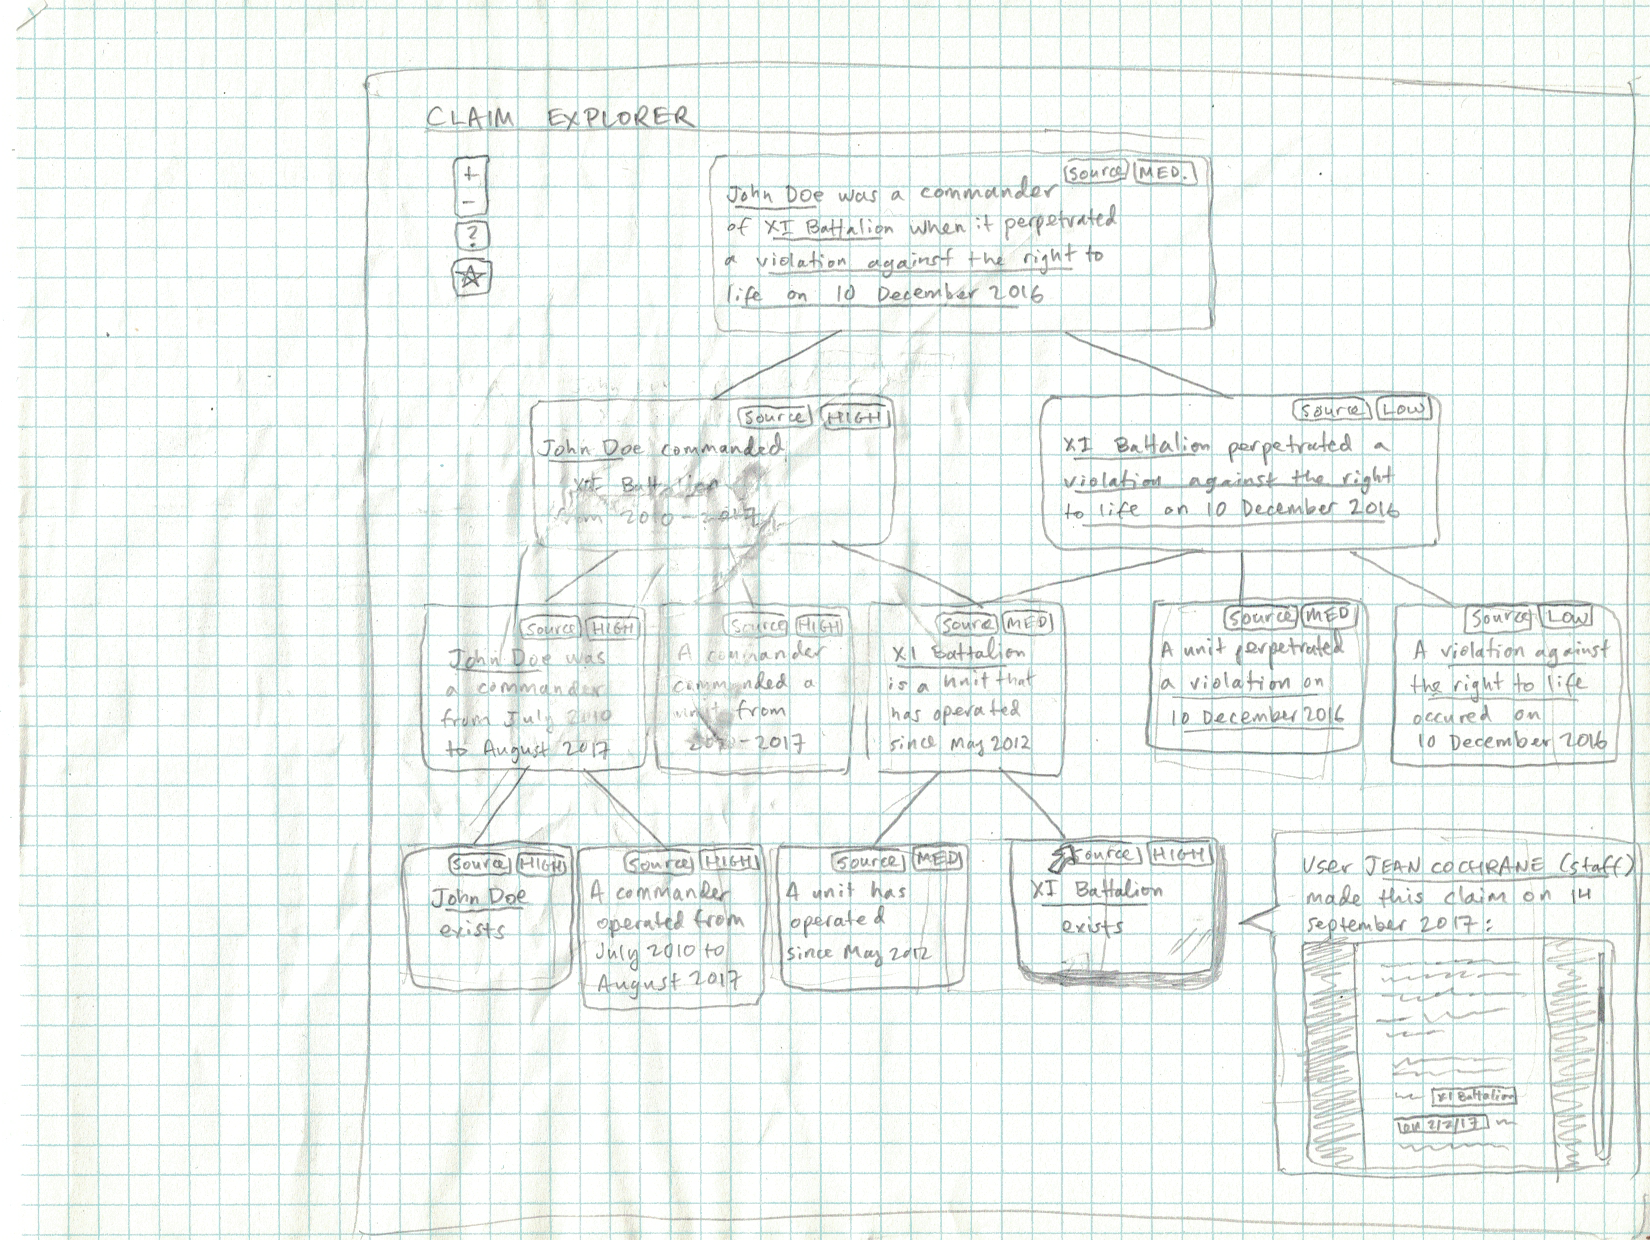 CLAIM EXPLORER
+
-
?
Source MED.
John Doe was a commander
of XI Battalion when it perpetrated
a violation against the right to
life on 10 December 2016
Source HIGH
John Doe commanded
XI Battalion
from 2010-2017
Source LOW
XI Battalion perpetrated a
violation against the right
to life on 10 December 2016
Source HIGH
John Doe was
a commander
from July 2010
to August 2017
Source HIGH
A commander
commanded a
unit from
2010-2017
Source MED
XI Battalion
is a unit that
has operated
since May 2012
Source MED
A unit perpetrated
a violation on
10 December 2016
Source LOW
A violation against
the right to life
occured on
10 December 2016
Source HIGH
John Doe
exists
Source HIGH
A commander
operated from
July 2010 to
August 2017
Source MED
A unit has
operated
since May 2012
Source HIGH
XI Battalion
exists
User JEAN COCHRANE (staff)
made this claim on 14
september 2017:
XI Battalion
on 2/2/17